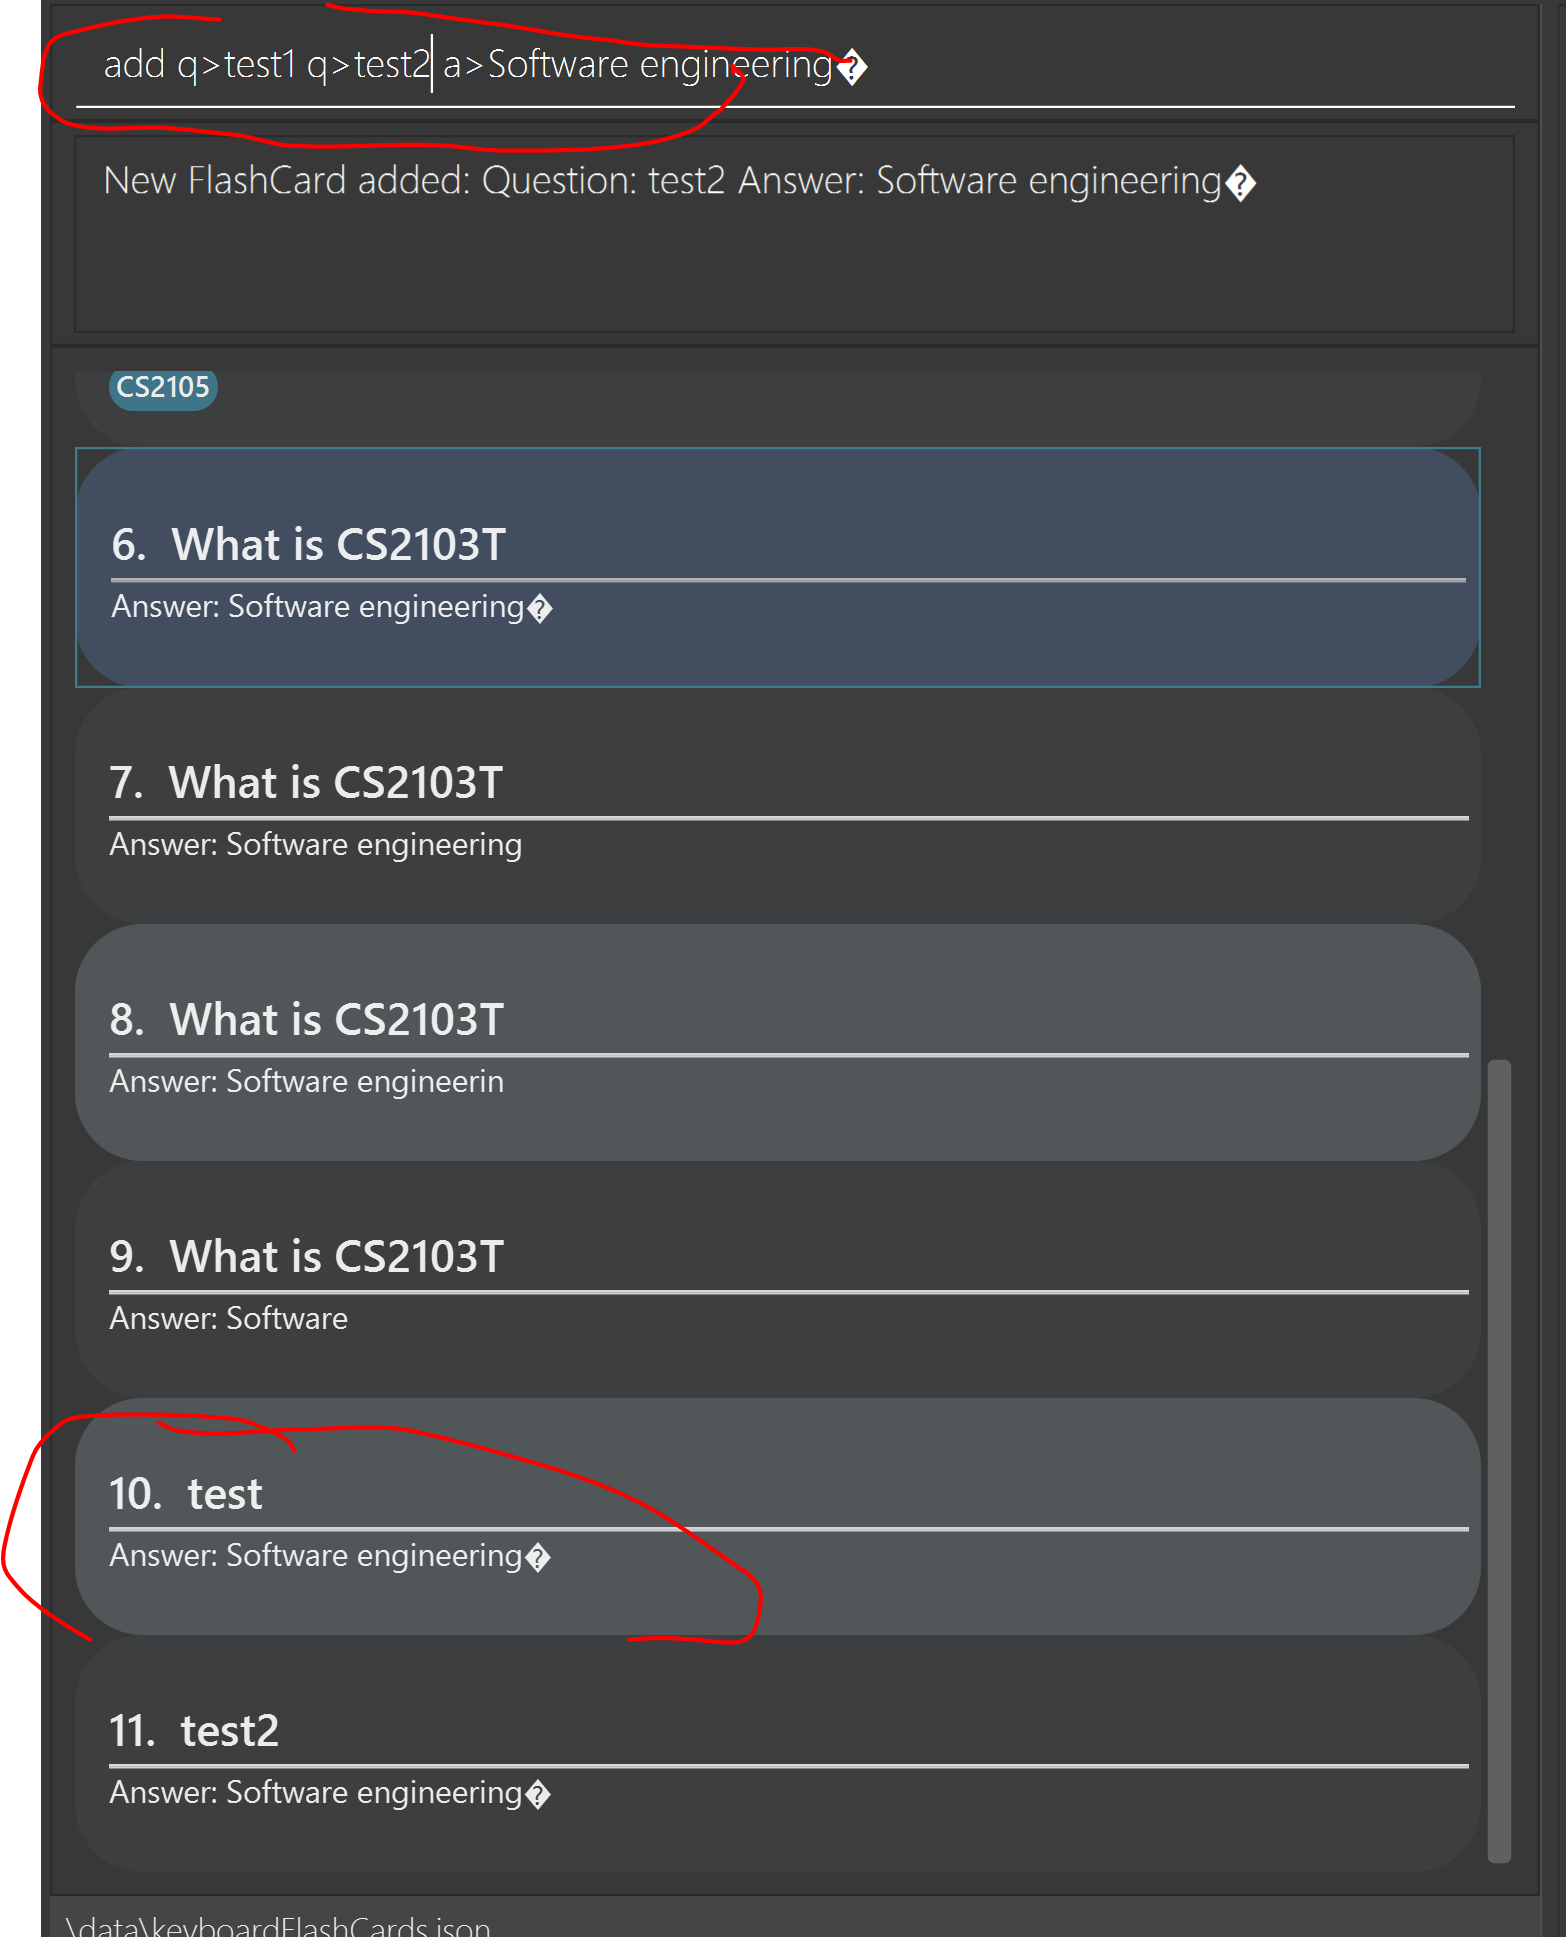 add q>test1 q>test2 a>Software engineering�
New FlashCard added: Question: test2 Answer: Software engineering�
CS2105
6. What is CS2103T
Answer: Software engineering�
7. What is CS2103T
Answer: Software engineering
8. What is CS2103T
Answer: Software engineerin
9. What is CS2103T
Answer: Software
10. test
Answer: Software engineering�
11. test2
Answer: Software engineering�
\data\keyboardFlashCards.json